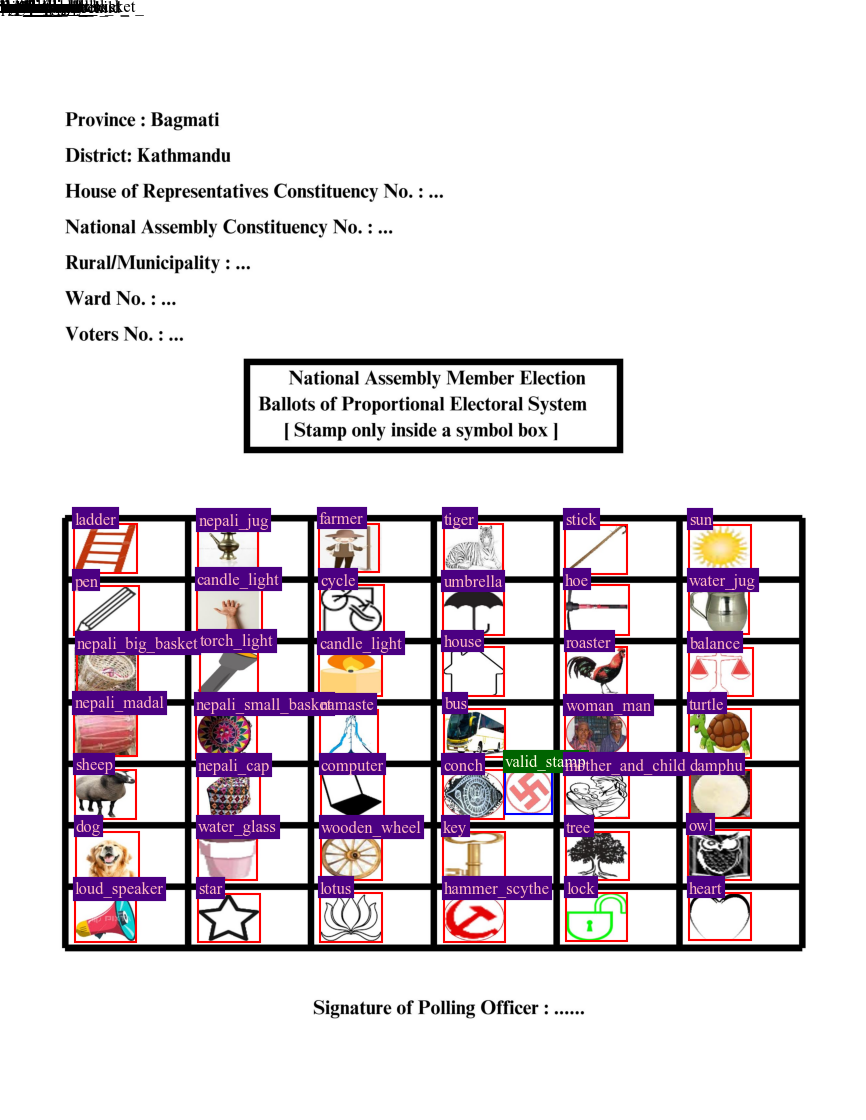 Province : Bagmati
District: Kathmandu
House of Representatives Constituency No. : ...
National Assembly Constituency No. : ...
Rural/Municipality : ...
Ward No. : ...
Voters No. : ...
National Assembly Member Election
Ballots of Proportional Electoral System
[ Stamp only inside a symbol box ]
ladder nepali_jug farmer tiger stick sun
pen candle_light cycle umbrella hoe water_jug
nepali_big_basket torch_light candle_light house roaster balance
nepali_madal nepali_small_basket namaste bus woman_man turtle
sheep nepali_cap computer conch valid_stamp mother_and_child damphu
dog water_glass wooden_wheel key tree owl
loud_speaker star lotus hammer_scythe lock heart
Signature of Polling Officer : ......